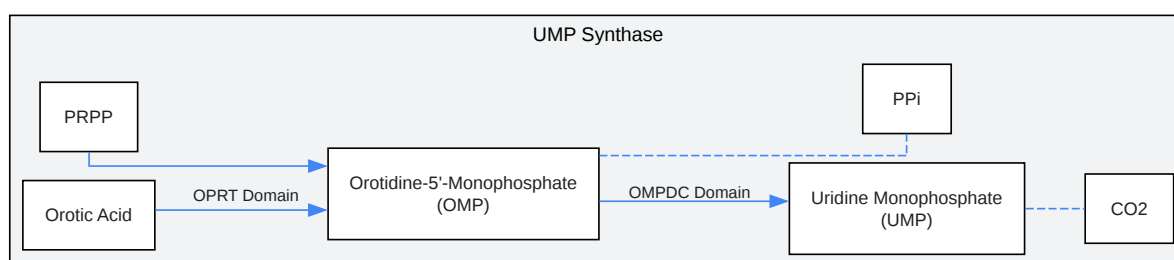 UMP Synthase
PRPP
PPi
Orotic Acid
OPRT Domain
Orotidine-5'-Monophosphate
(OMP)
OMPDC Domain
Uridine Monophosphate
(UMP)
CO2